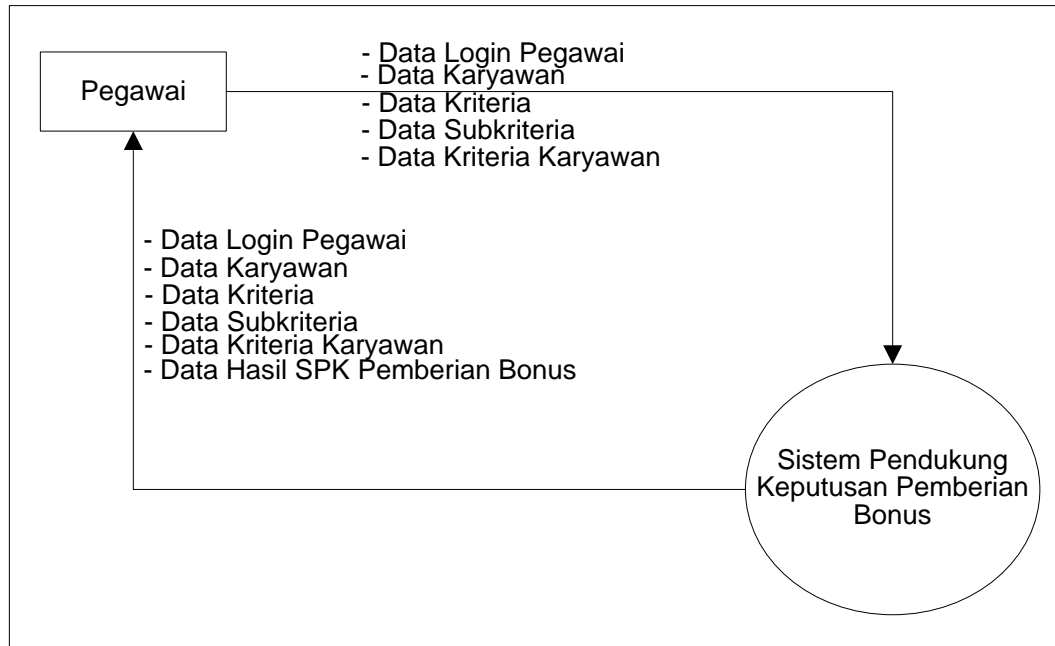 Pegawai
- Data Login Pegawai
- Data Karyawan
- Data Kriteria
- Data Subkriteria
- Data Kriteria Karyawan
- Data Login Pegawai
- Data Karyawan
- Data Kriteria
- Data Subkriteria
- Data Kriteria Karyawan
- Data Hasil SPK Pemberian Bonus
Sistem Pendukung
Keputusan Pemberian
Bonus